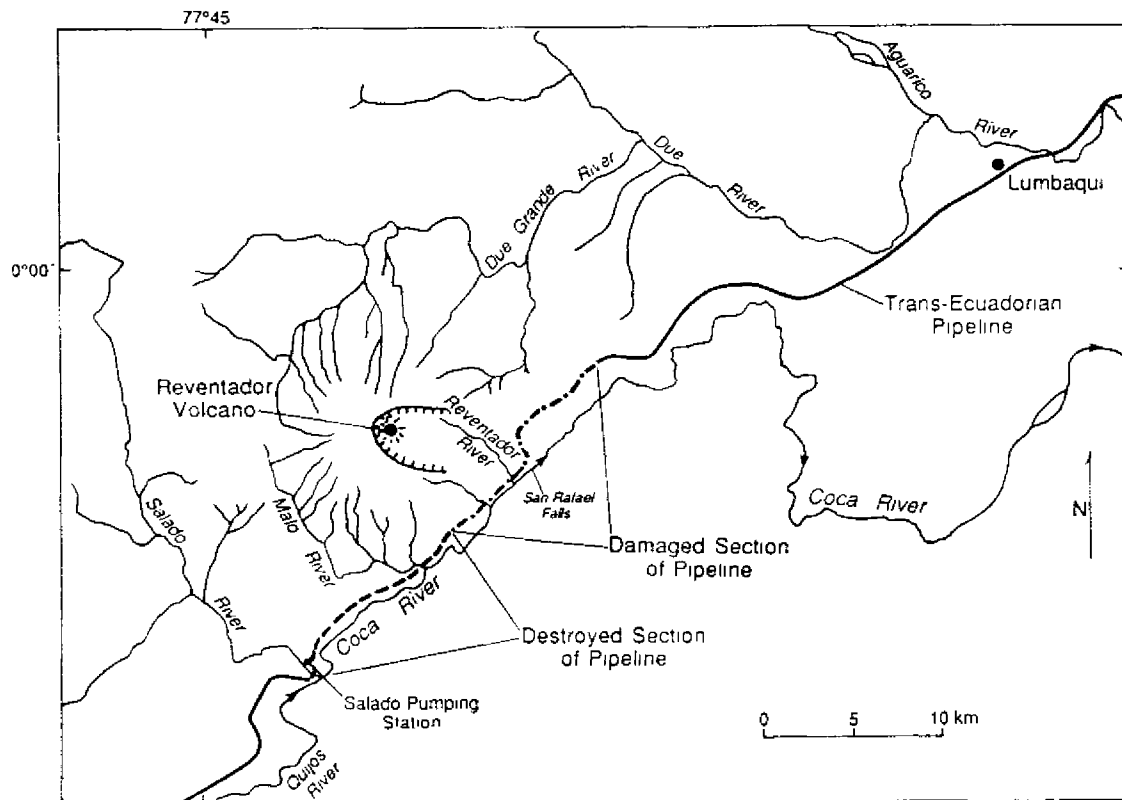 77°45
Aguarico
River
Lumbaqui
Due
River
Due Grande River
0°00'
Trans-Ecuadorian
Pipeline
Reventador
Volcano
Reventador
River
San Rafael
Falls
Coca River
N
Salado
River
Malo
River
Damaged Section
of Pipeline
Coca River
Destroyed Section
of Pipeline
Salado Pumping
Station
0 5 10 km
Quijos
River